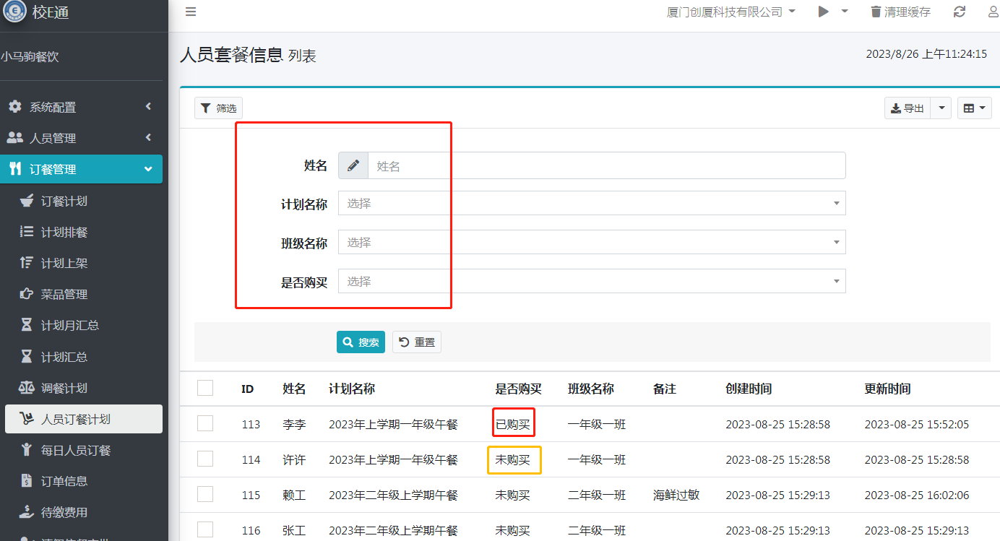 校E通
厦门创厦科技有限公司
清理缓存
小马驹餐饮
人员套餐信息 列表
2023/8/26 上午11:24:15
系统配置
人员管理
订餐管理
订餐计划
计划排餐
计划上架
菜品管理
计划月汇总
计划汇总
调餐计划
人员订餐计划
每日人员订餐
订单信息
待缴费用
筛选
导出
姓名 姓名
计划名称 选择
班级名称 选择
是否购买 选择
搜索 重置
ID 姓名 计划名称 是否购买 班级名称 备注 创建时间 更新时间
113 李李 2023年上学期一年级午餐 已购买 一年级一班 2023-08-25 15:28:58 2023-08-25 15:52:05
114 许许 2023年上学期一年级午餐 未购买 一年级一班 2023-08-25 15:28:58 2023-08-25 15:28:58
115 赖工 2023年二年级上学期午餐 未购买 二年级一班 海鲜过敏 2023-08-25 15:29:13 2023-08-25 16:02:06
116 张工 2023年二年级上学期午餐 未购买 二年级一班 2023-08-25 15:29:13 2023-08-25 15:29:13